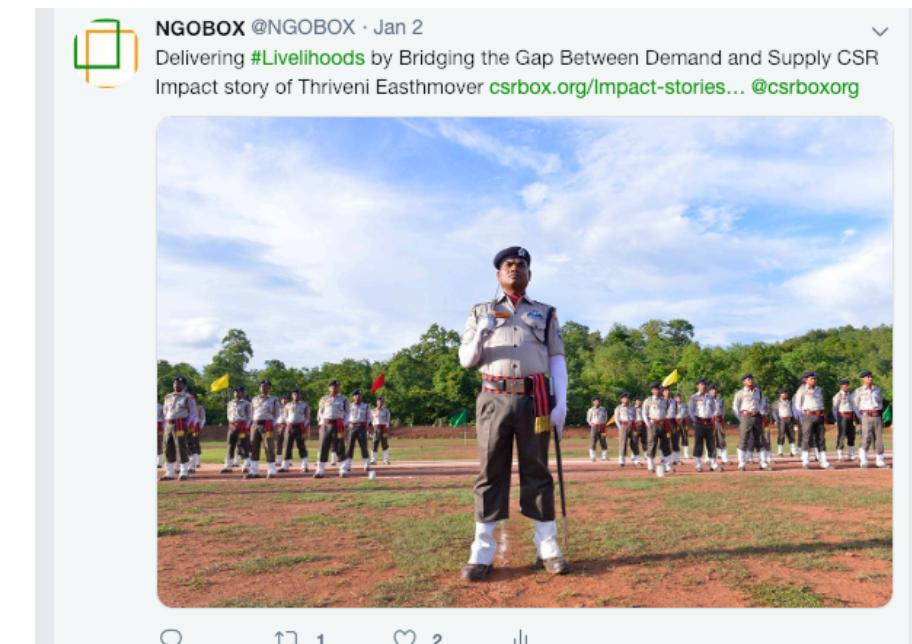 NGOBOX @NGOBOX · Jan 2
Delivering #Livelihoods by Bridging the Gap Between Demand and Supply CSR
Impact story of Thriveni Easthmover csrbox.org/Impact-stories... @csrboxorg
1 2